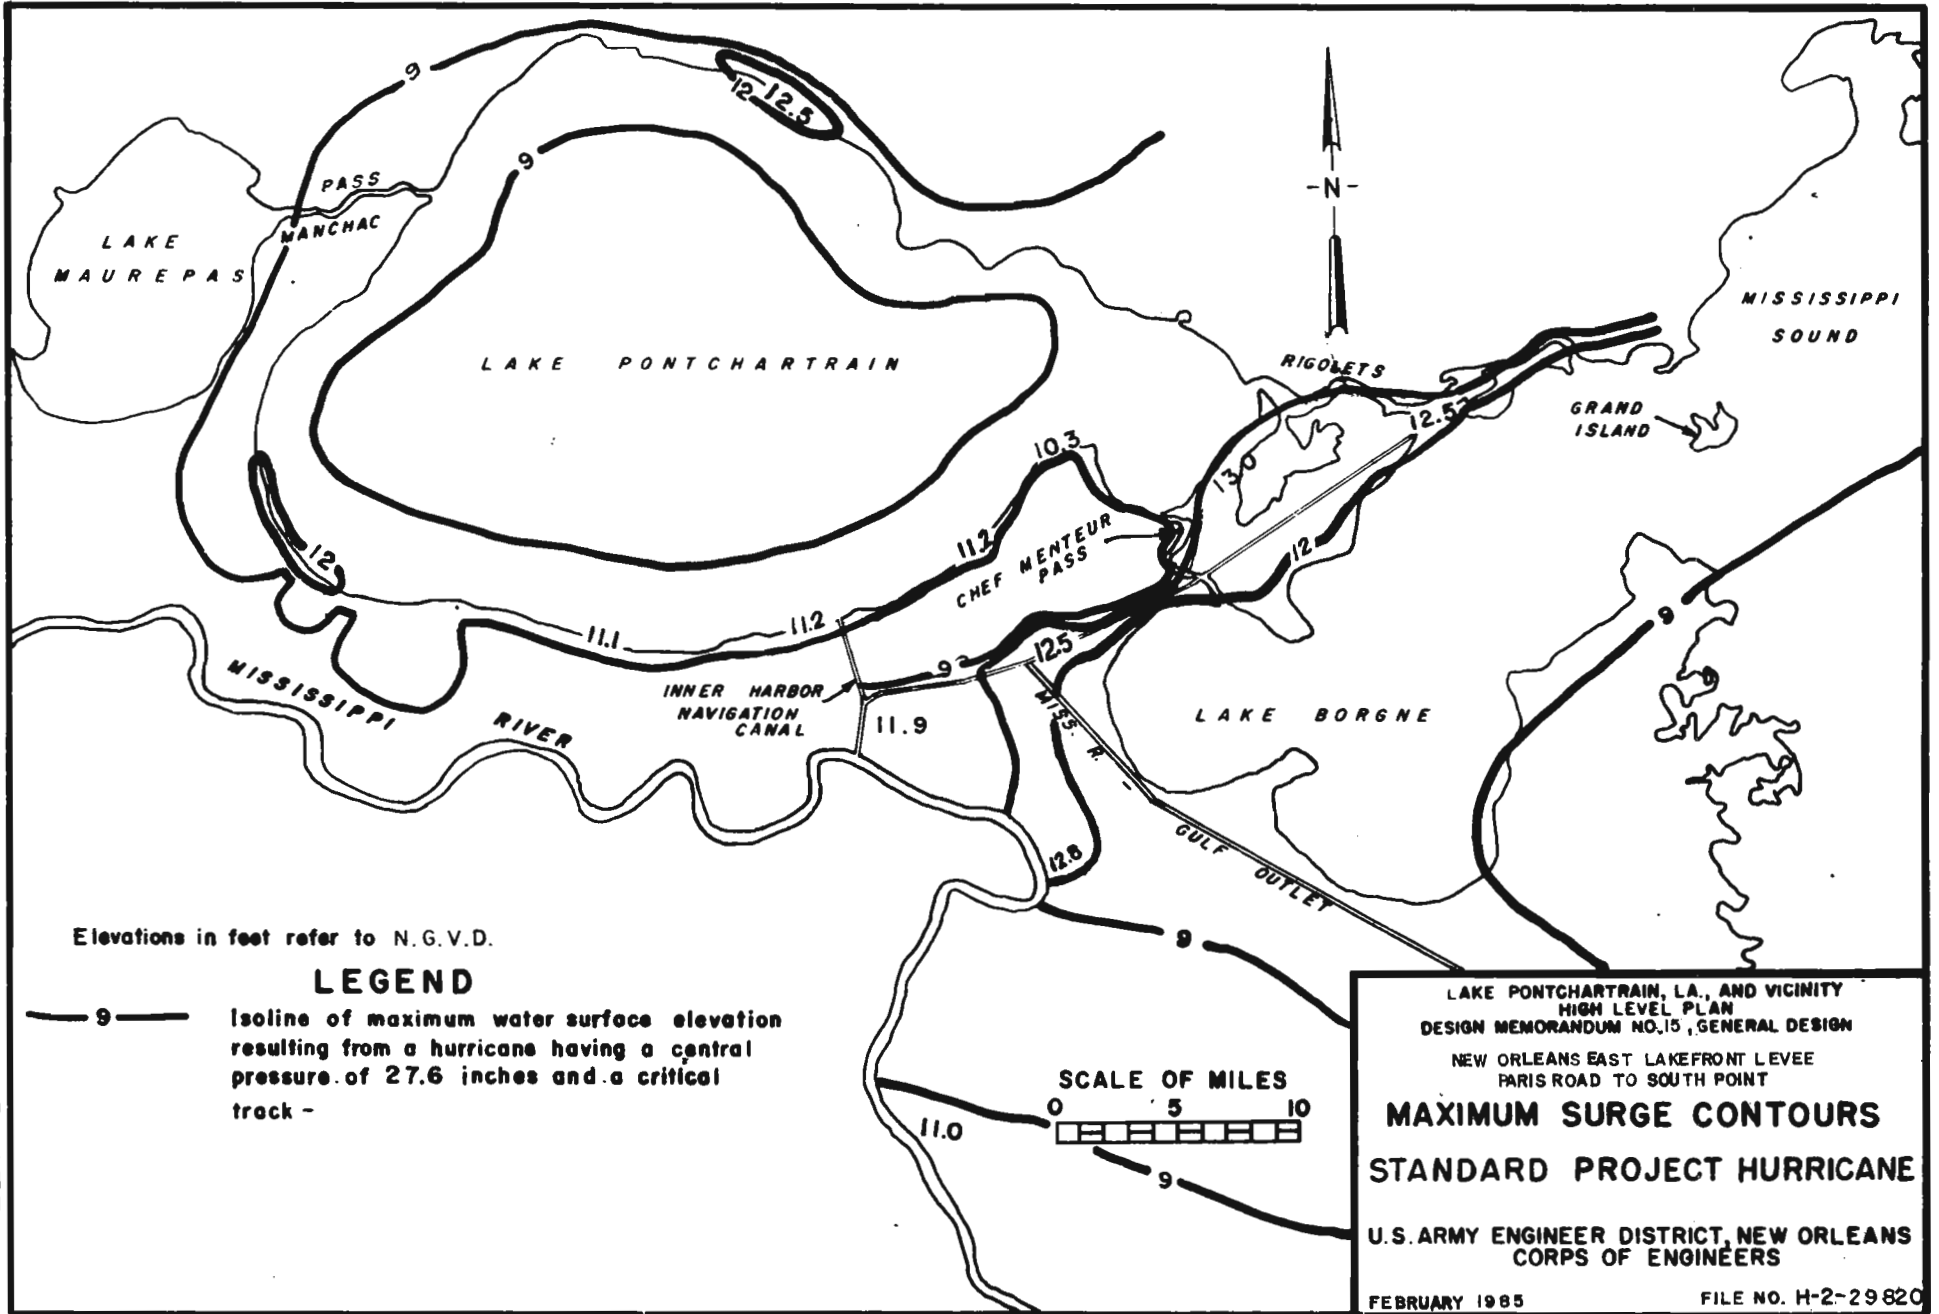 9
12
12.5
9
PASS
MANCHAC
LAKE
MAUREPAS
-N-
MISSISSIPPI
SOUND
LAKE PONTCHARTRAIN
RIGOLETS
12.5
GRAND
ISLAND
10.3
13.0
11.2
CHEF MENTEUR
PASS
12
12
11.1
11.2
9
12.5
9
MISSISSIPPI
RIVER
INNER HARBOR
NAVIGATION
CANAL
11.9
MISS. R. -
GULF
OUTLET
LAKE BORGNE
12.8
9
Elevations in feet refer to N.G.V.D.
LEGEND
9
Isoline of maximum water surface elevation
resulting from a hurricane having a central
pressure of 27.6 inches and a critical
track -
11.0
9
SCALE OF MILES
0 5 10
LAKE PONTCHARTRAIN, LA., AND VICINITY
HIGH LEVEL PLAN
DESIGN MEMORANDUM NO. 15, GENERAL DESIGN
NEW ORLEANS EAST LAKEFRONT LEVEE
PARIS ROAD TO SOUTH POINT
MAXIMUM SURGE CONTOURS
STANDARD PROJECT HURRICANE
U.S. ARMY ENGINEER DISTRICT, NEW ORLEANS
CORPS OF ENGINEERS
FEBRUARY 1985 FILE NO. H-2-29820